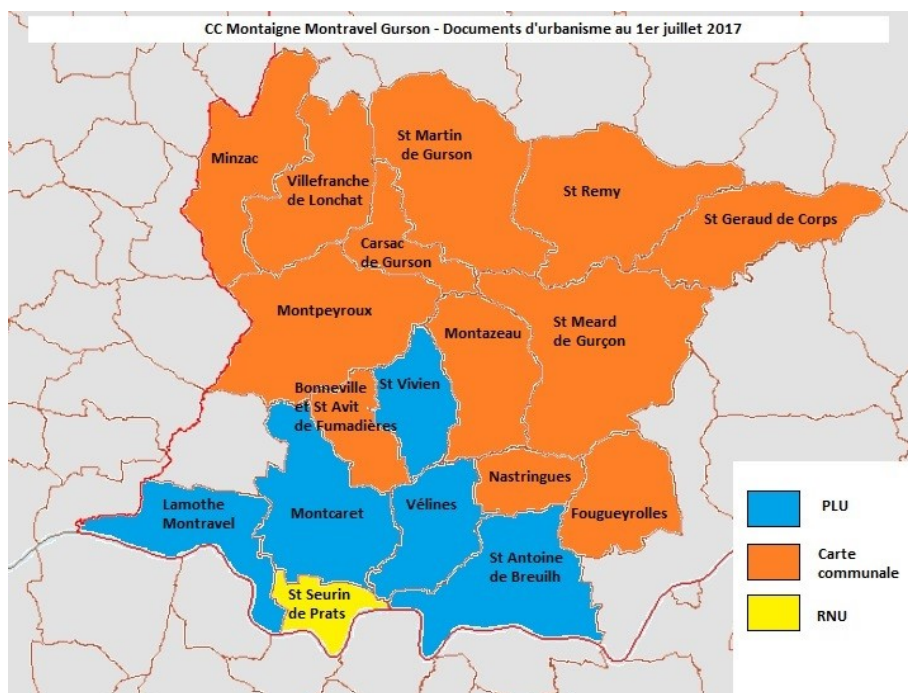 CC Montaigne Montravel Gurson - Documents d'urbanisme au 1er juillet 2017
Minzac
Villefranche
de Lonchat
St Martin
de Gurson
St Remy
St Geraud de Corps
Carsac
de Gurson
Montpeyroux
Montazeau
St Meard
de Gurçon
Bonneville
et St Avit
de Fumadières
St Vivien
Nastringues
Fougueyrolles
Lamothe
Montravel
Montcaret
Vélines
St Antoine
de Breuilh
St Seurin
de Prats
PLU
Carte
communale
RNU